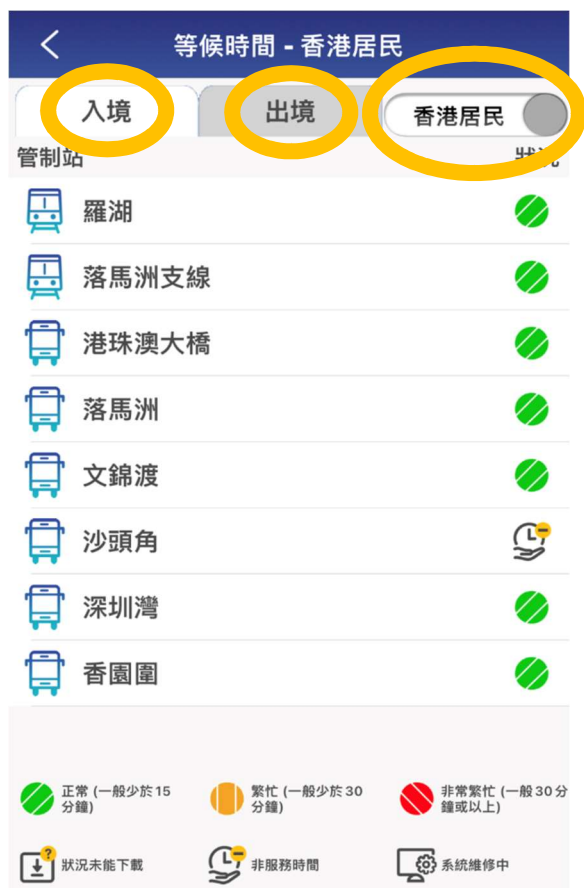 等候時間 - 香港居民
入境
出境
香港居民
管制站
狀況
羅湖
落馬洲支線
港珠澳大橋
落馬洲
文錦渡
沙頭角
深圳灣
香園圍
正常 (一般少於15
分鐘)
繁忙 (一般少於30
分鐘)
非常繁忙 (一般30分
鐘或以上)
狀況未能下載
非服務時間
系統維修中